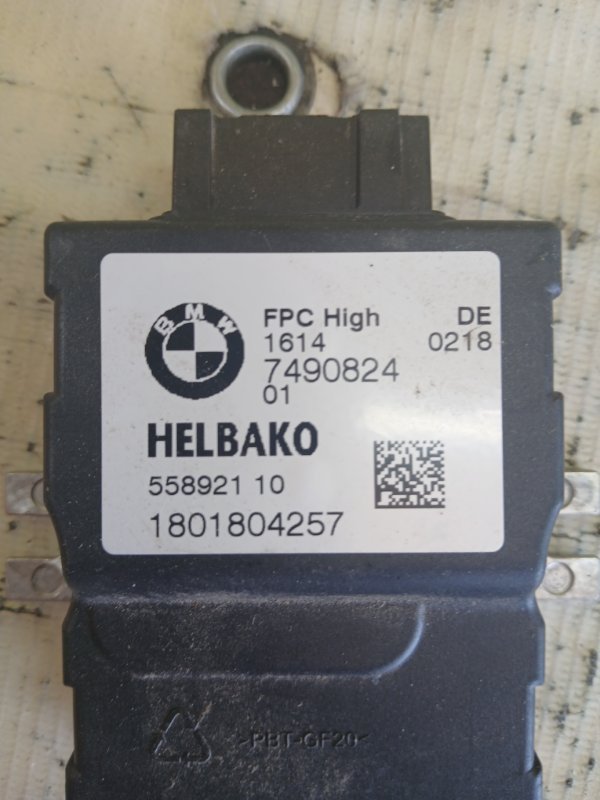 BMW
FPC High DE
1614 0218
7490824
01
HELBAKO
558921 10
1801804257
>PBT-GF20<